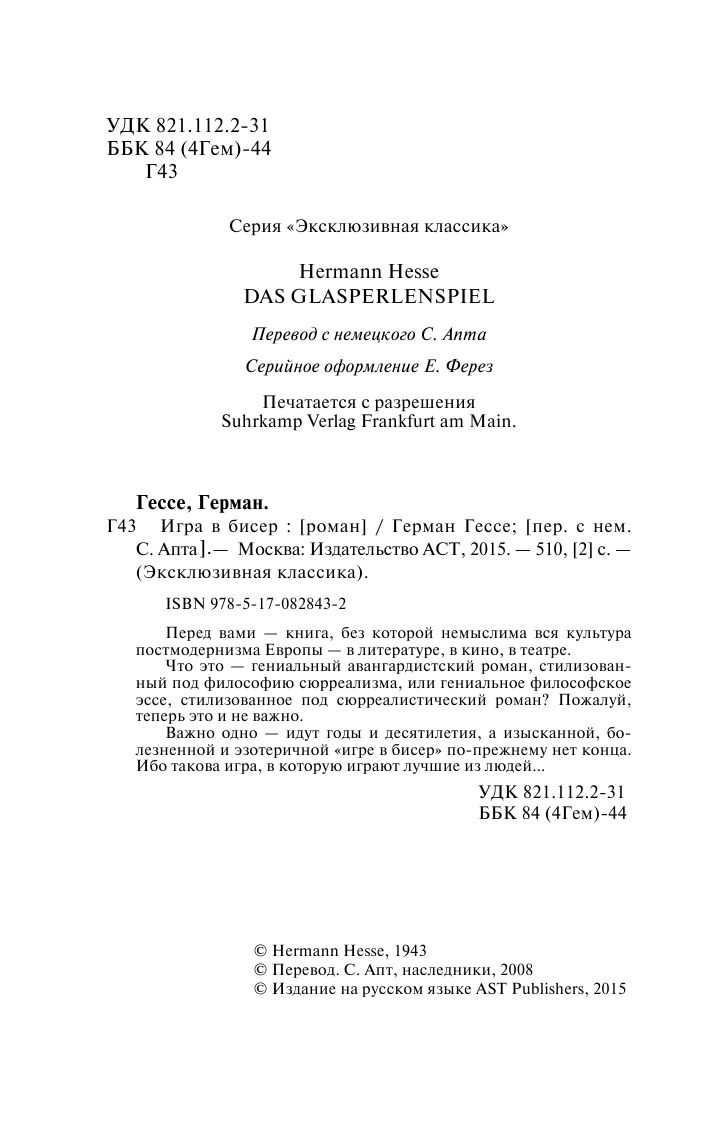 УДК 821.112.2-31
ББК 84 (4Гем)-44
Г43
Серия «Эксклюзивная классика»
Hermann Hesse
DAS GLASPERLENSPIEL
Перевод с немецкого С. Апта
Серийное оформление Е. Ферез
Печатается с разрешения
Suhrkamp Verlag Frankfurt am Main.
Гессе, Герман.
Г43 Игра в бисер : [роман] / Герман Гессе; [пер. с нем.
С. Апта].— Москва: Издательство АСТ, 2015. — 510, [2] с. —
(Эксклюзивная классика).
ISBN 978-5-17-082843-2
Перед вами — книга, без которой немыслима вся культура
постмодернизма Европы — в литературе, в кино, в театре.
Что это — гениальный авангардистский роман, стилизован-
ный под философию сюрреализма, или гениальное философское
эссе, стилизованное под сюрреалистический роман? Пожалуй,
теперь это и не важно.
Важно одно — идут годы и десятилетия, а изысканной, бо-
лезненной и эзотеричной «игре в бисер» по-прежнему нет конца.
Ибо такова игра, в которую играют лучшие из людей...
УДК 821.112.2-31
ББК 84 (4Гем)-44
© Hermann Hesse, 1943
© Перевод. С. Апт, наследники, 2008
© Издание на русском языке AST Publishers, 2015